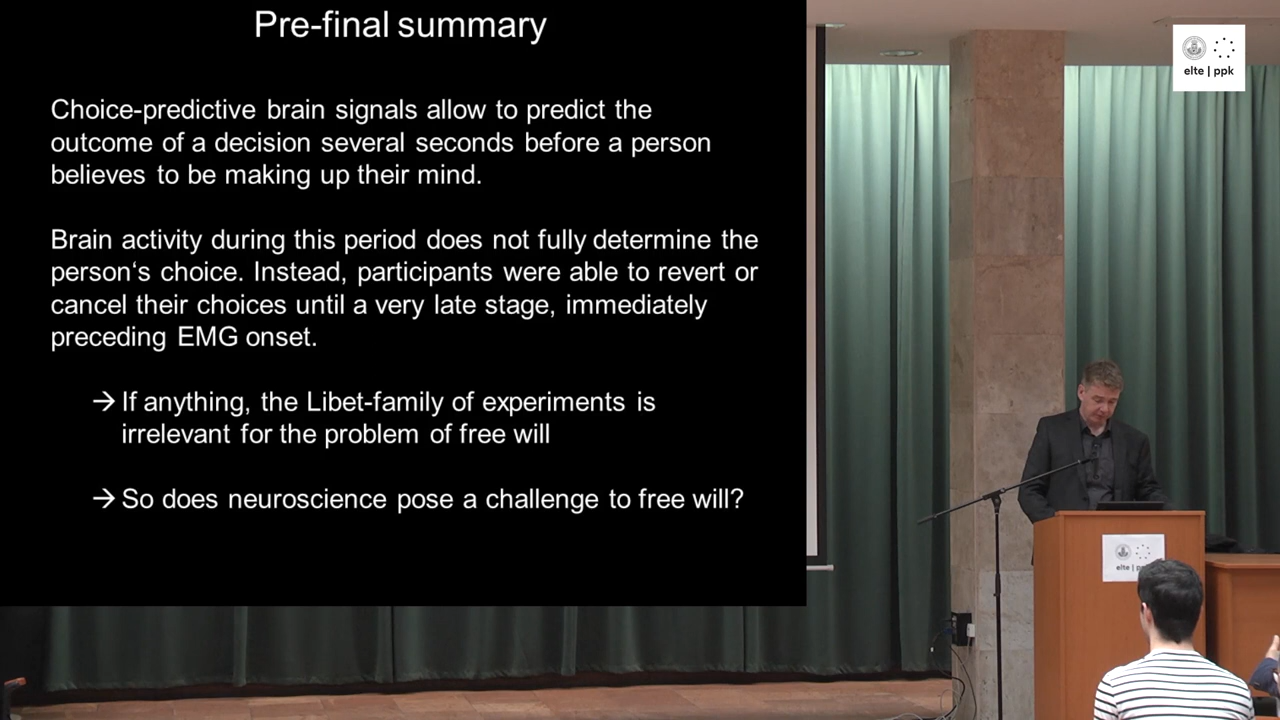 Pre-final summary
Choice-predictive brain signals allow to predict the
outcome of a decision several seconds before a person
believes to be making up their mind.
Brain activity during this period does not fully determine the
person‘s choice. Instead, participants were able to revert or
cancel their choices until a very late stage, immediately
preceding EMG onset.
→ If anything, the Libet-family of experiments is
irrelevant for the problem of free will
→ So does neuroscience pose a challenge to free will?
elte | ppk
elte | pp